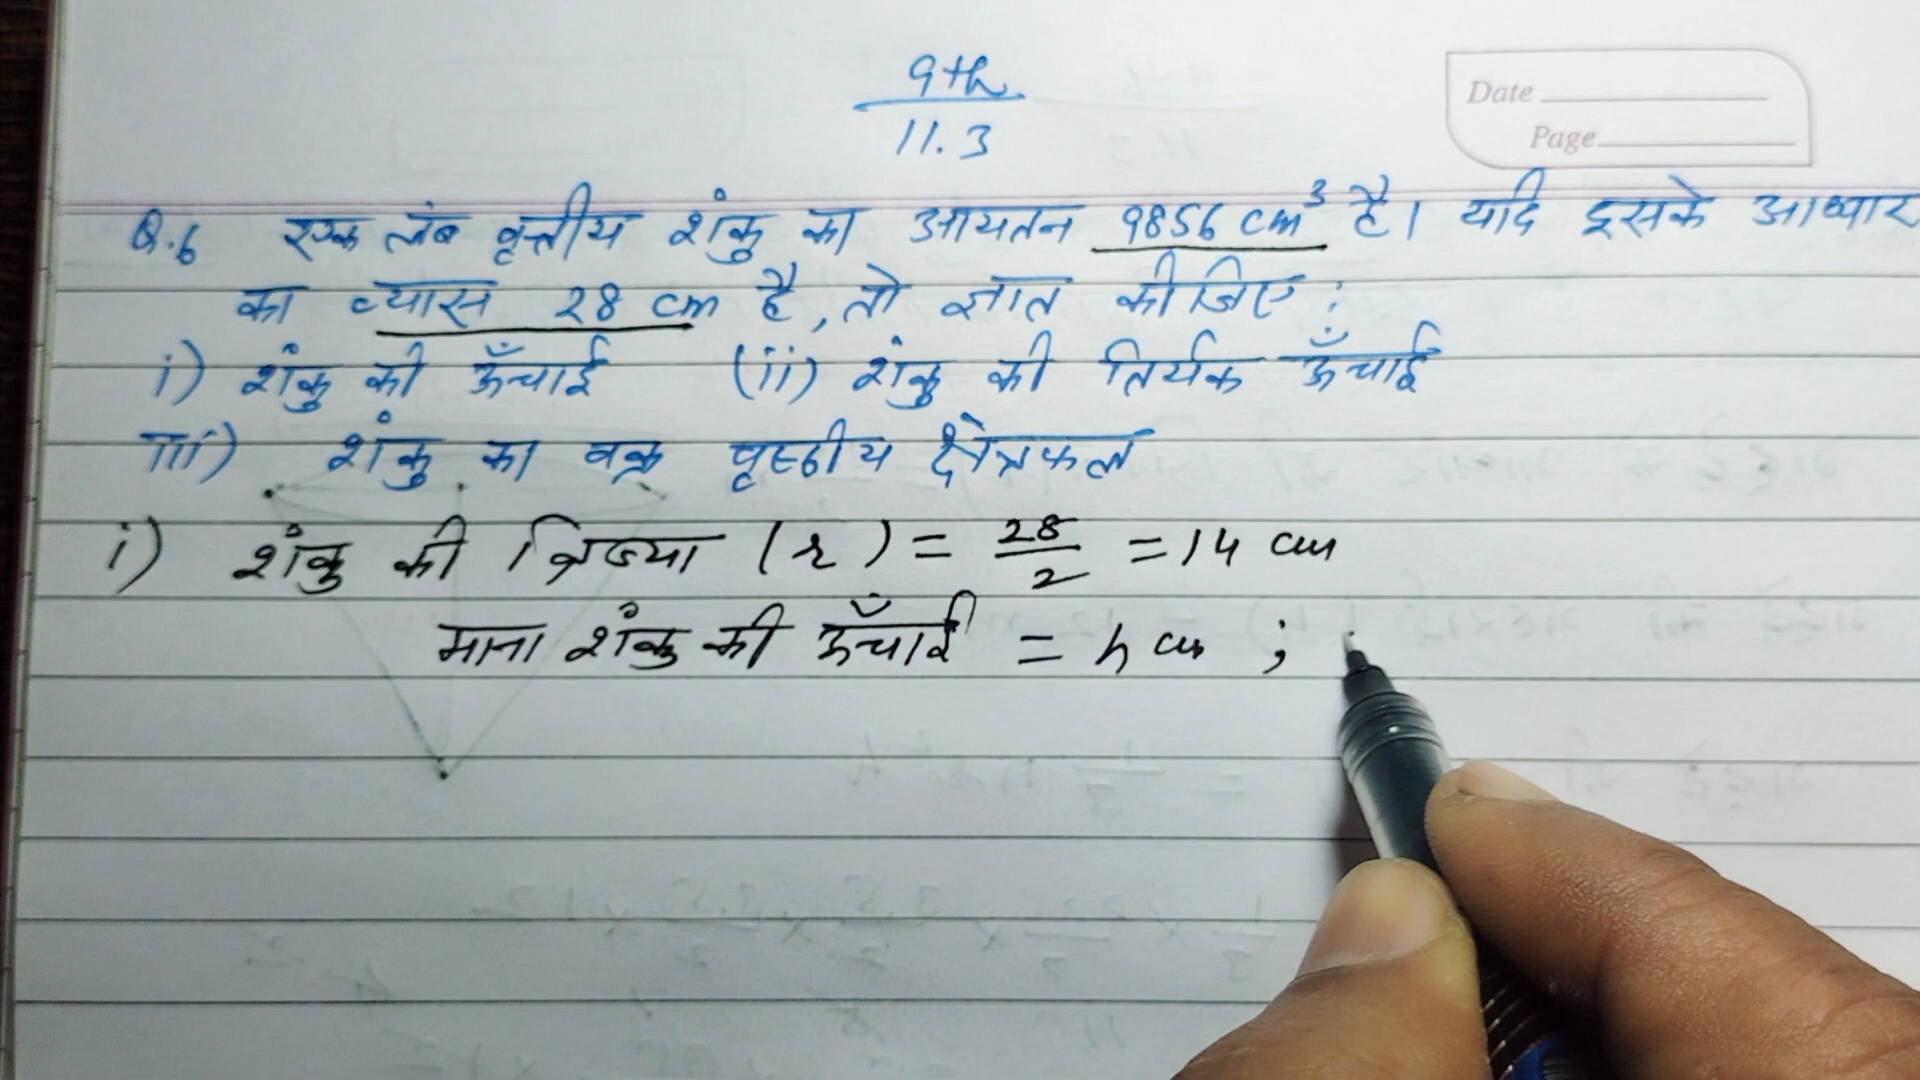 9th
11.3
Date
Page
Q.6 एक लंब वृत्तीय शंकु का आयतन 9856 cm³ है। यदि इसके आधार
का व्यास 28 cm है, तो ज्ञात कीजिए :
i) शंकु की ऊँचाई (ii) शंकु की तिर्यक ऊँचाई
iii) शंकु का वक्र पृष्ठीय क्षेत्रफल
i) शंकु की त्रिज्या (r) = 28/2 = 14 cm
माना शंकु की ऊँचाई = h cm ;